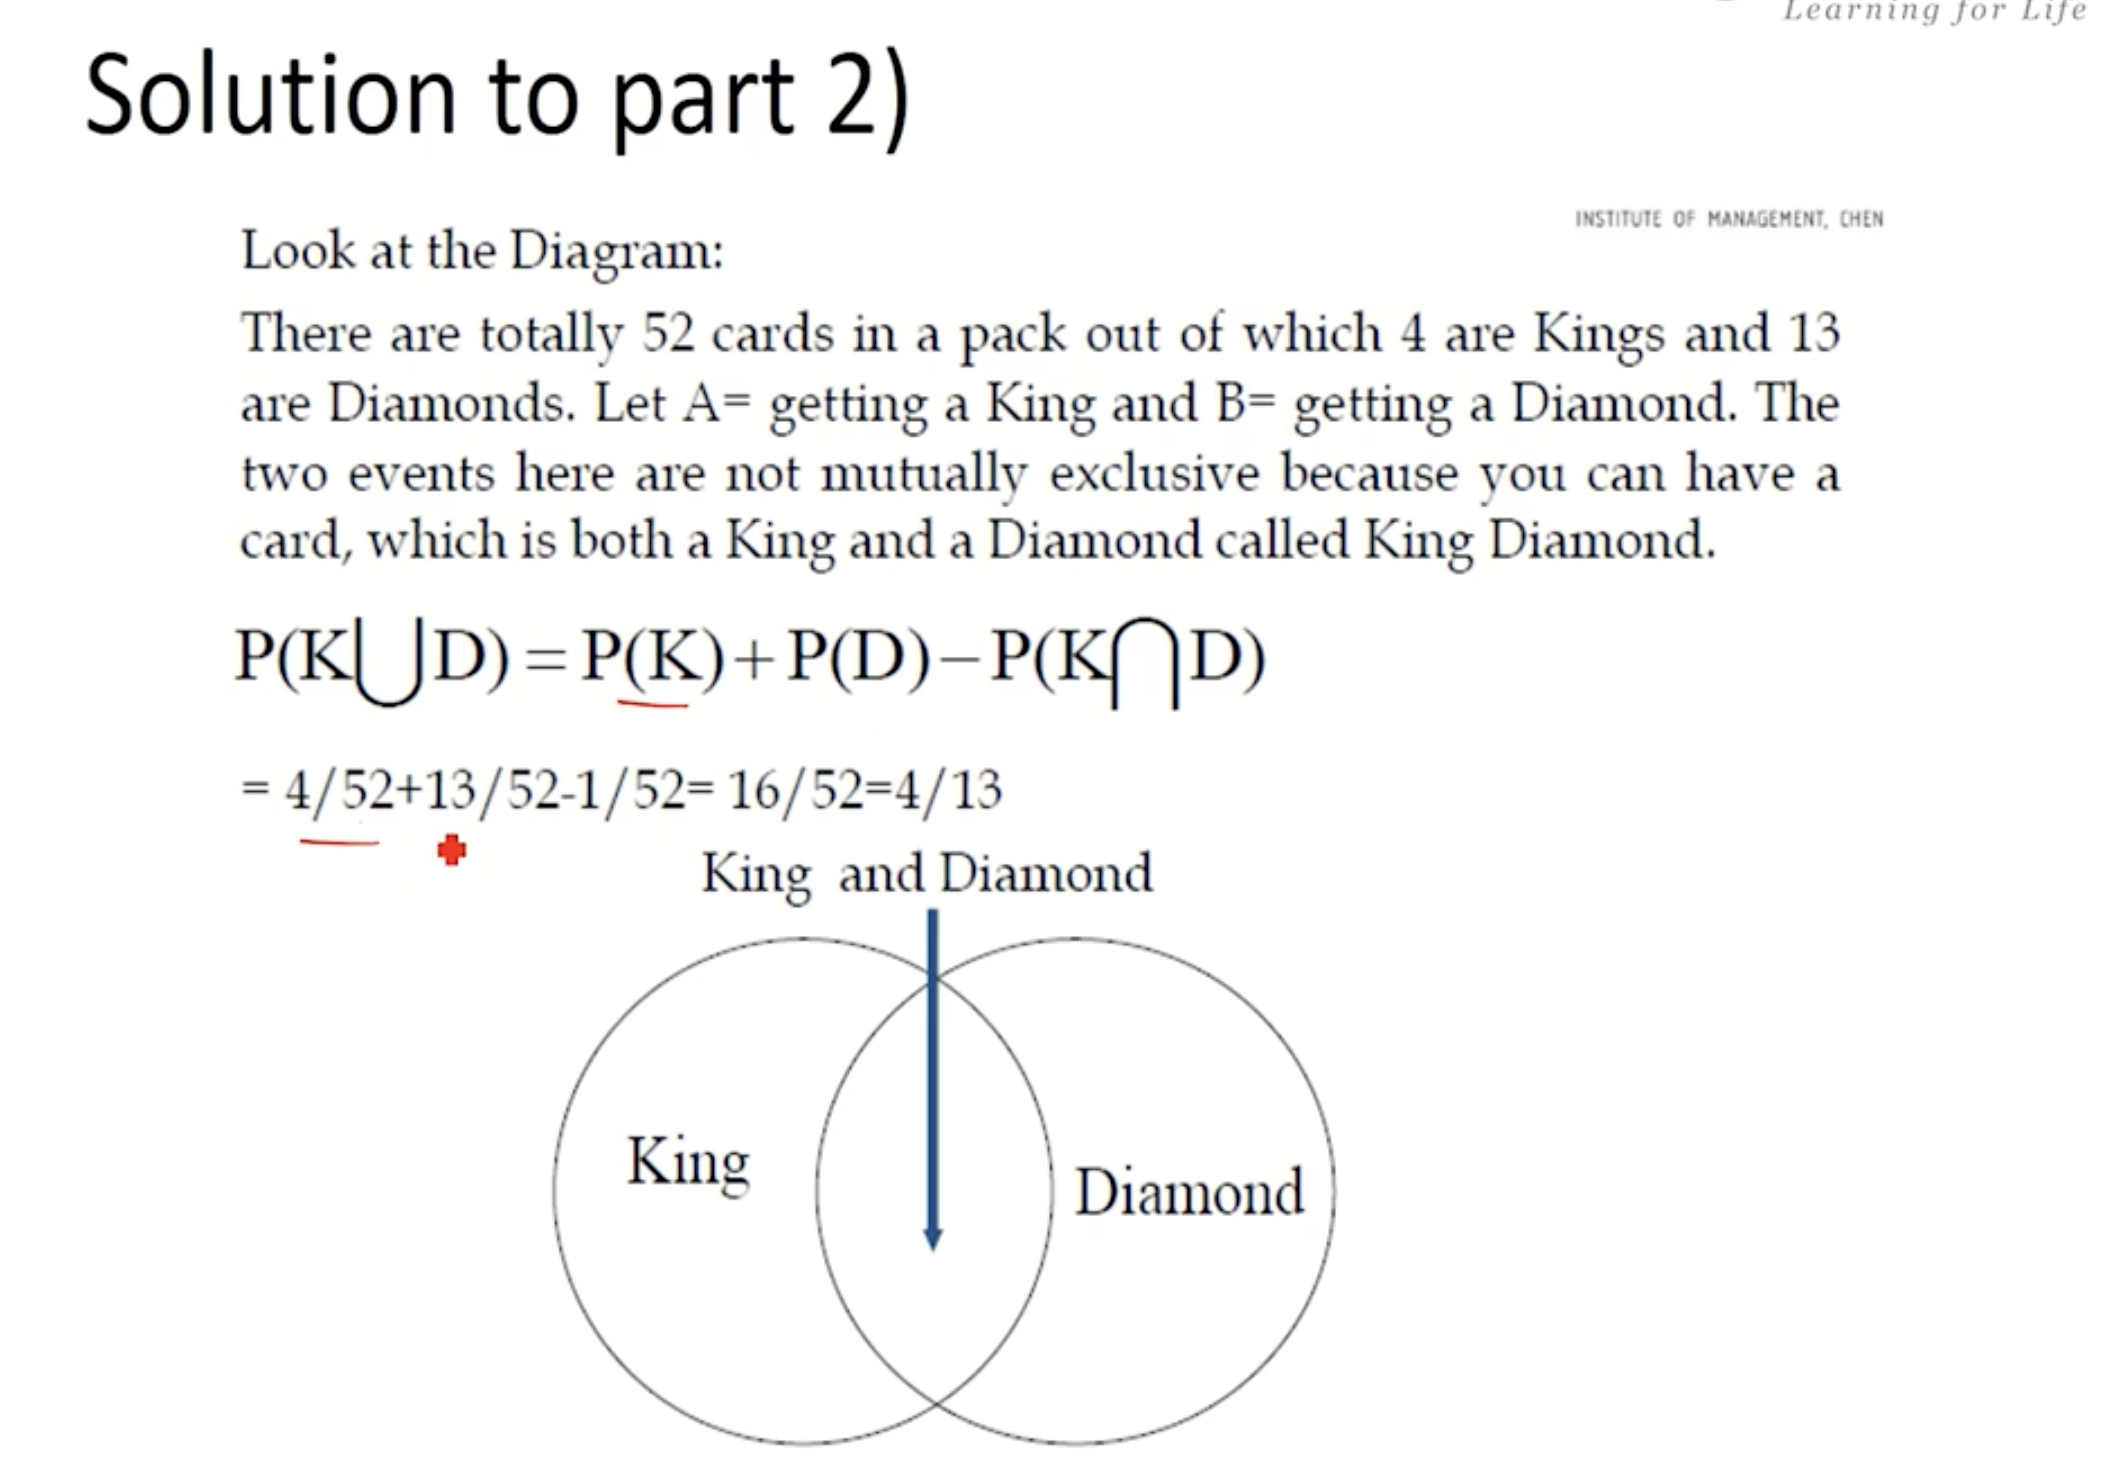 Learning for Life
Solution to part 2)
INSTITUTE OF MANAGEMENT, CHEN
Look at the Diagram:
There are totally 52 cards in a pack out of which 4 are Kings and 13
are Diamonds. Let A= getting a King and B= getting a Diamond. The
two events here are not mutually exclusive because you can have a
card, which is both a King and a Diamond called King Diamond.
P(K⋃D) = P(K)+P(D)−P(K⋂D)
= 4/52+13/52-1/52= 16/52=4/13
King and Diamond
King
Diamond